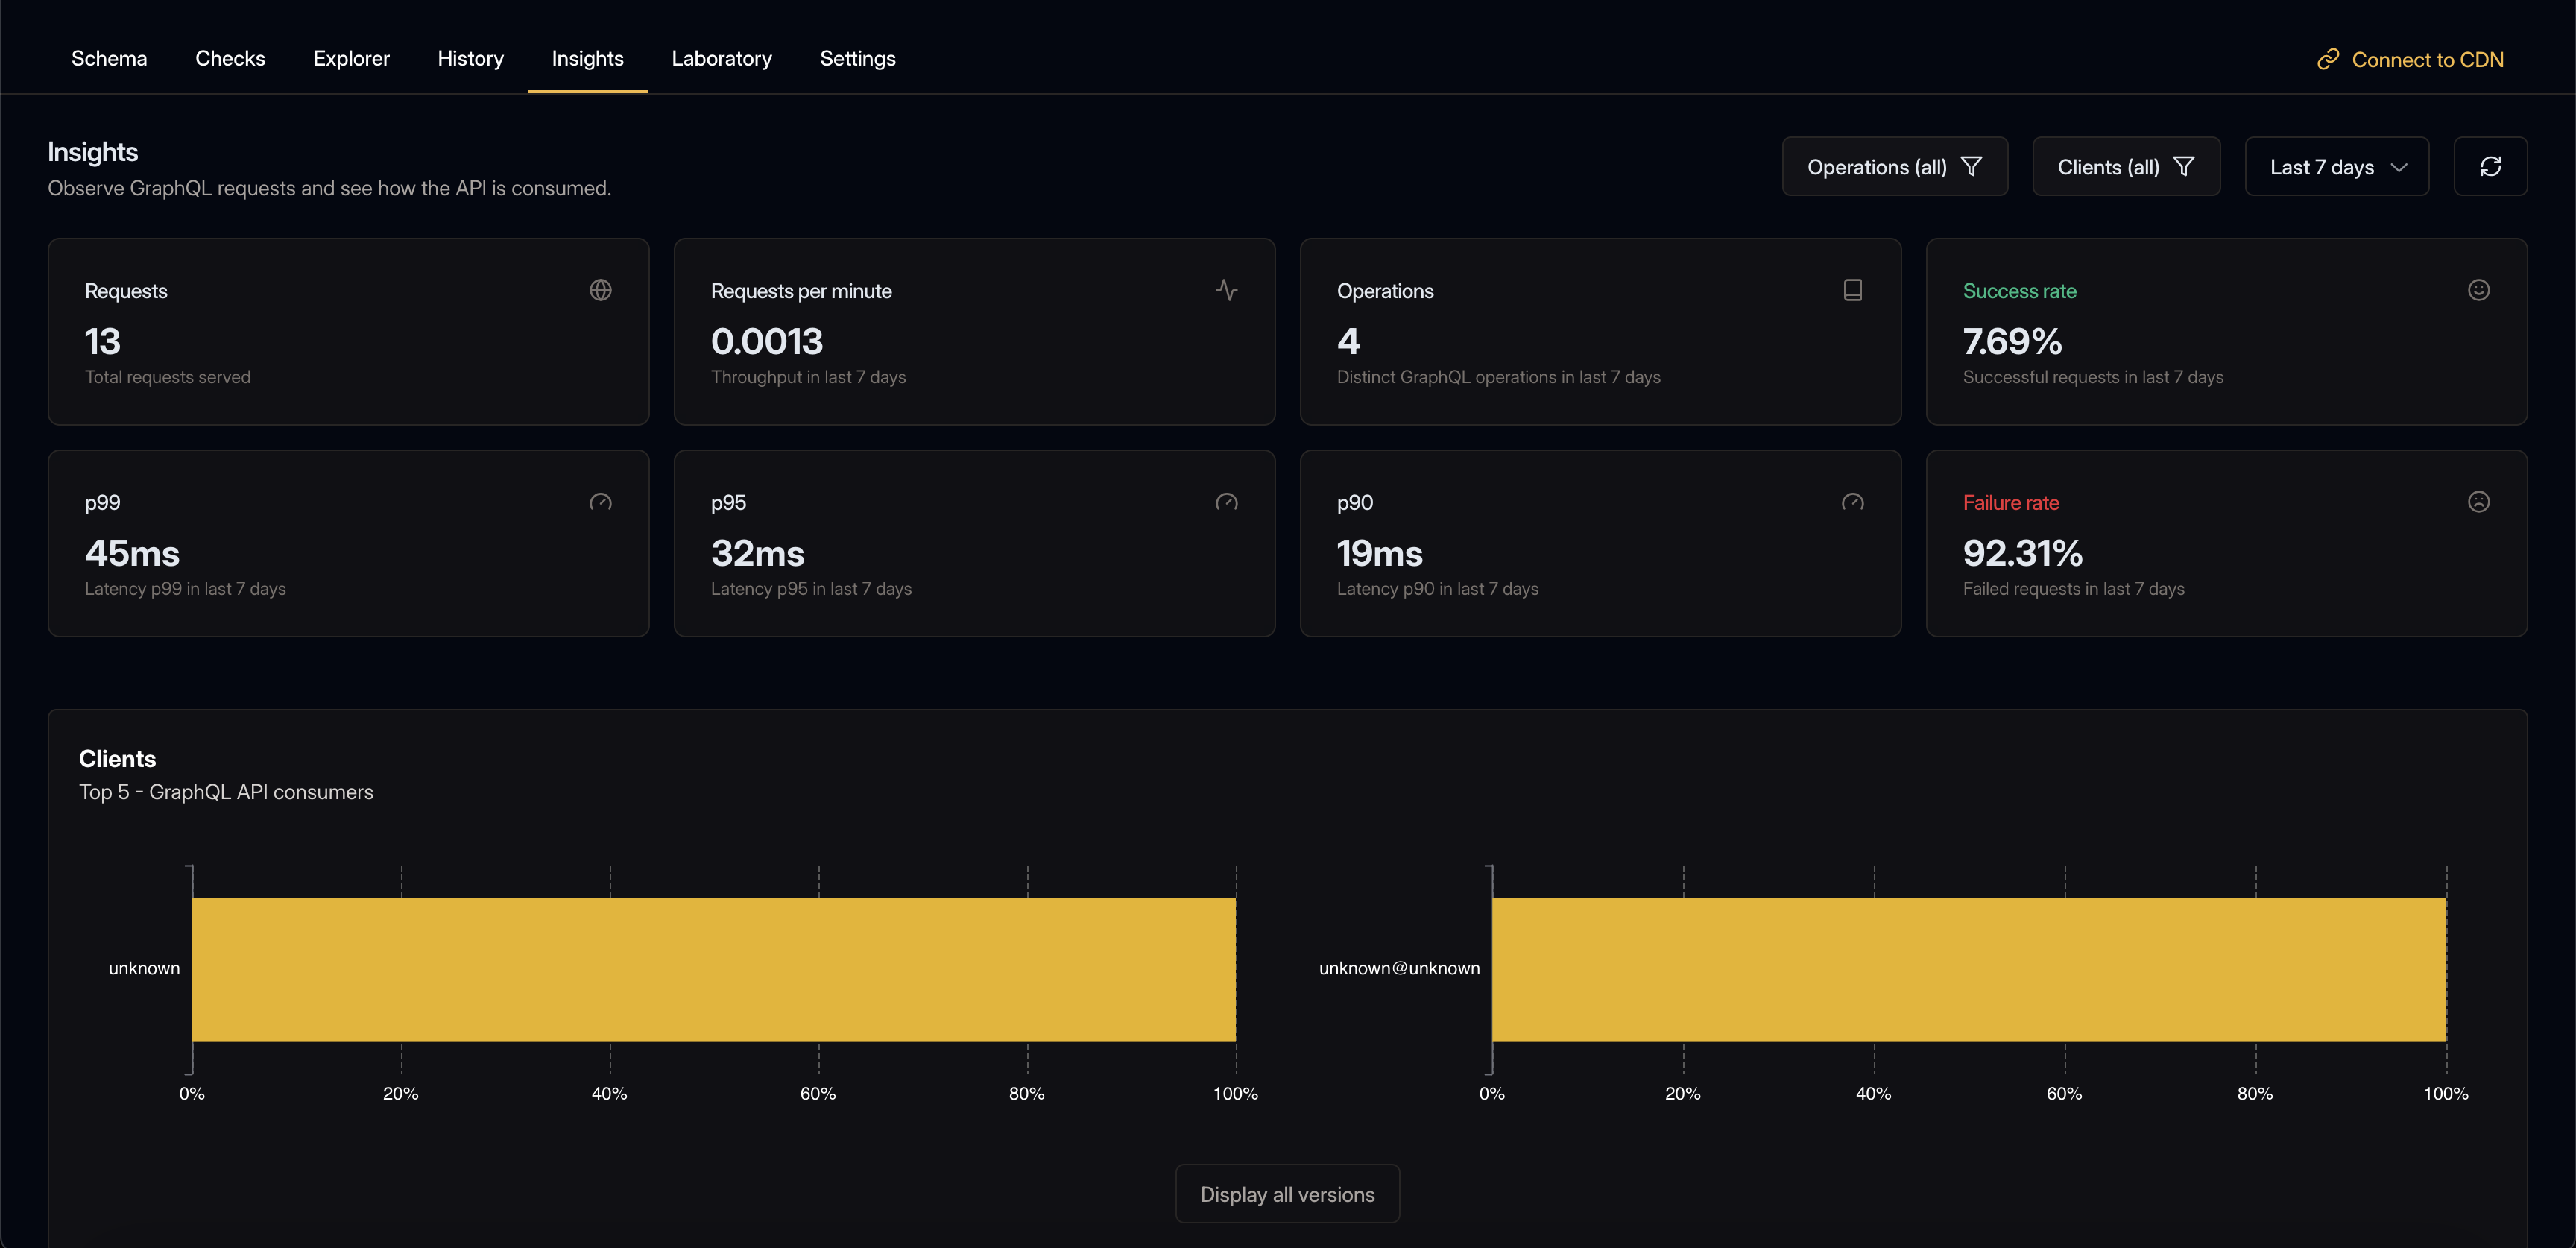 Schema Checks Explorer History Insights Laboratory Settings Connect to CDN
Insights
Observe GraphQL requests and see how the API is consumed.
Operations (all) Clients (all) Last 7 days
Requests
13
Total requests served
Requests per minute
0.0013
Throughput in last 7 days
Operations
4
Distinct GraphQL operations in last 7 days
Success rate
7.69%
Successful requests in last 7 days
p99
45ms
Latency p99 in last 7 days
p95
32ms
Latency p95 in last 7 days
p90
19ms
Latency p90 in last 7 days
Failure rate
92.31%
Failed requests in last 7 days
Clients
Top 5 - GraphQL API consumers
unknown
0% 20% 40% 60% 80% 100%
unknown@unknown
0% 20% 40% 60% 80% 100%
Display all versions